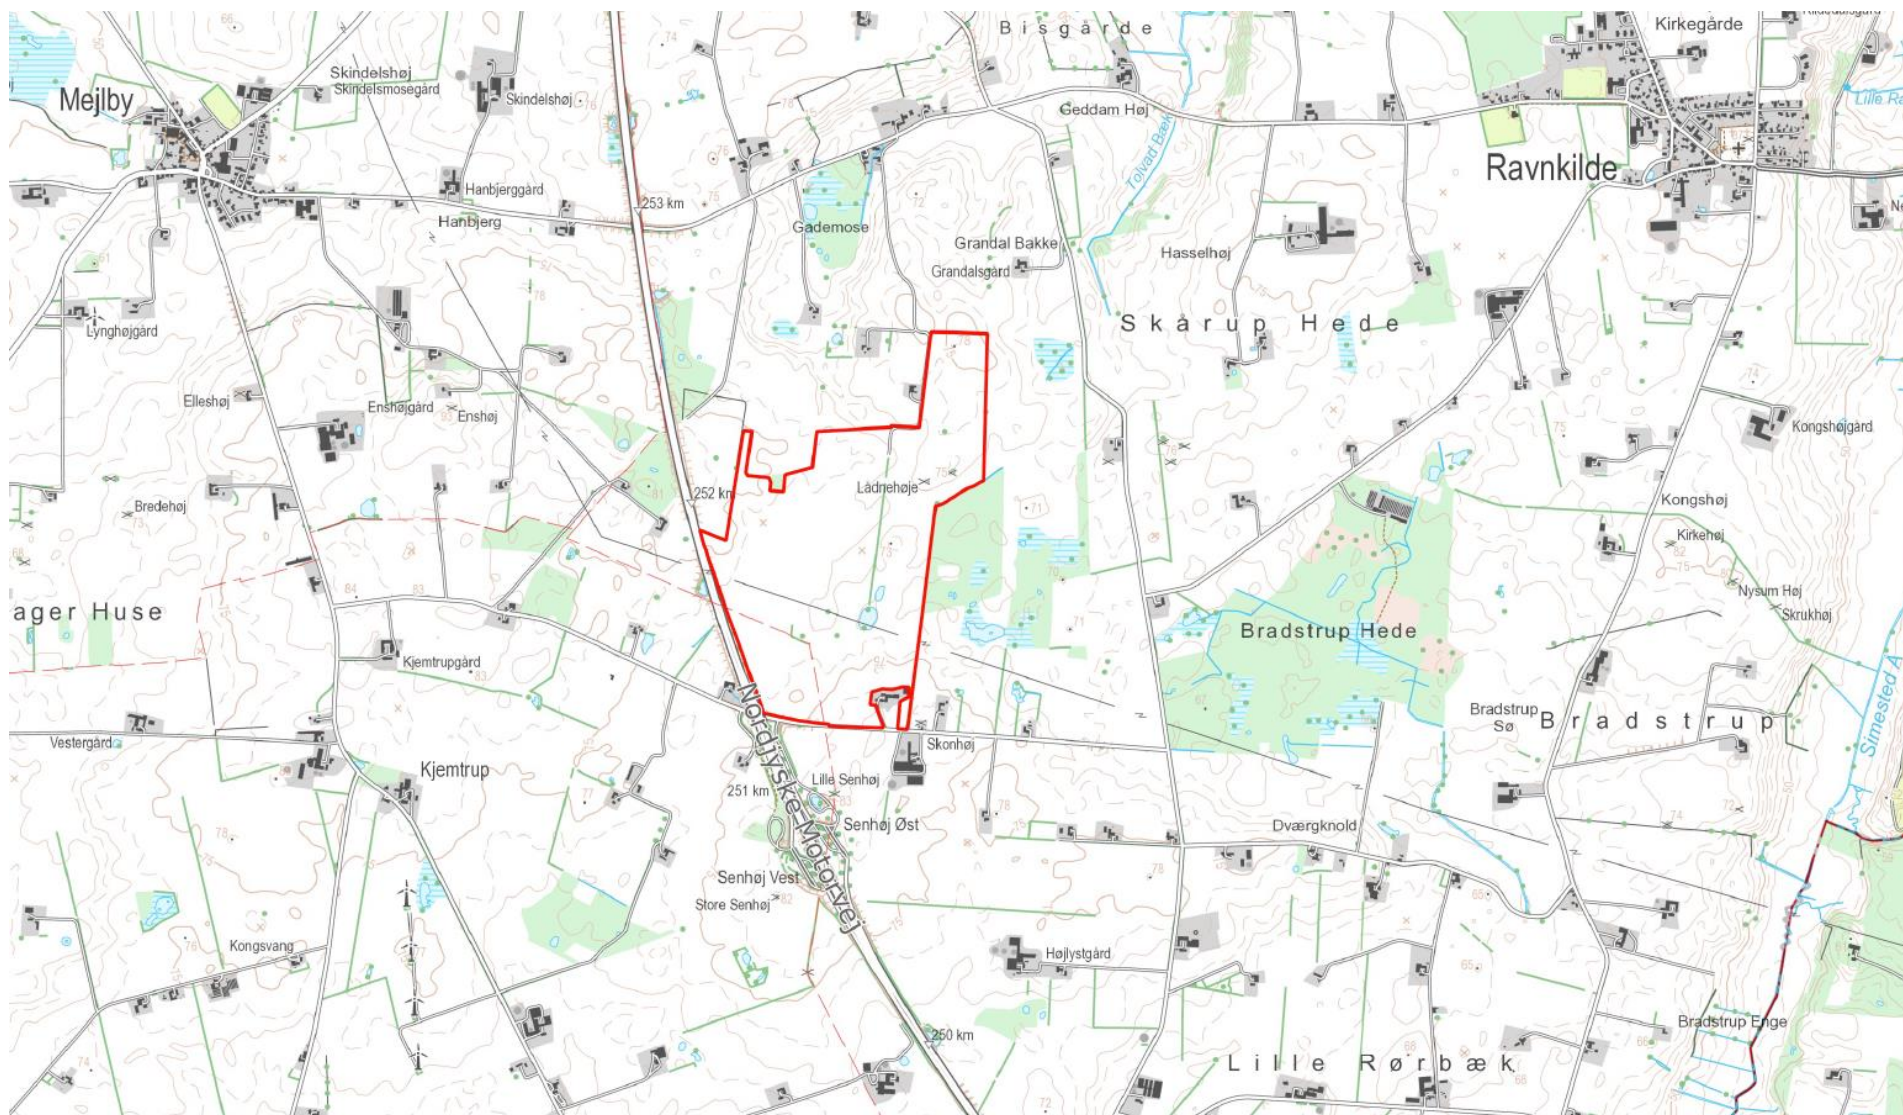 Bisgårde
Kirkegårde
Skindelshøj
Skindelsmosegård
Mejlby
Skindelshøj
Geddam Høj
Tolvad Bæk
Ravnkilde
Hanbjerggård
Hanbjerg
253 km
Gademose
Grandal Bakke
Grandalsgård
Hasselhøj
Lynghøjgård
Skårup Hede
Elleshøj
Enshøjgård
Enshøj
Kongshøjgård
Bredehøj
252 km
Lådnehøje
Kongshøj
Kirkehøj
Nysum Høj
Skrukhøj
ager Huse
Bradstrup Hede
Kjemtrupgård
Simested Å
Vestergård
Nordjyske Motorvej
Skonhøj
Bradstrup
Sø
Bradstrup
Kjemtrup
Lille Senhøj
251 km
Senhøj Øst
Dværgknold
Senhøj Vest
Store Senhøj
Kongsvang
Højlystgård
250 km
Bradstrup Enge
Lille Rørbæk